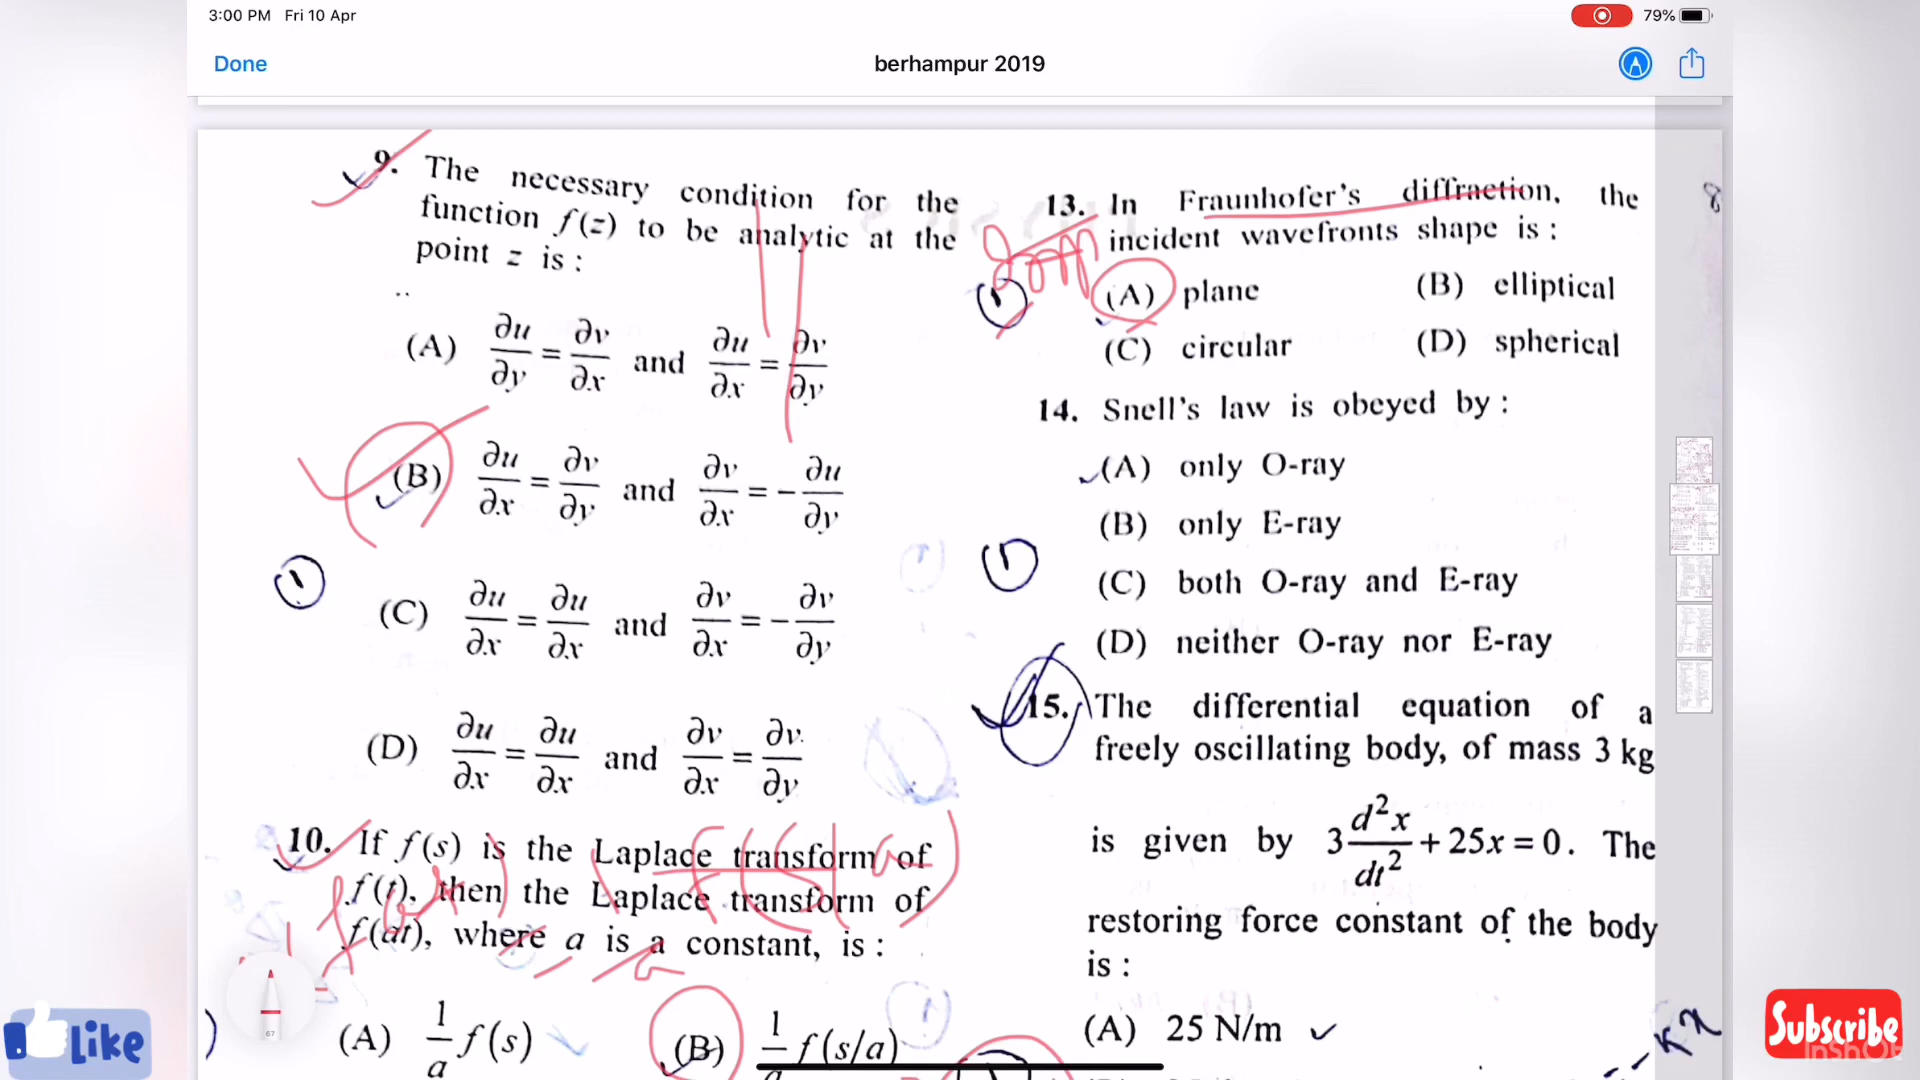 3:00 PM Fri 10 Apr
79%
Done
berhampur 2019
9. The necessary condition for the
function f(z) to be analytic at the
point z is :
(A) ∂u/∂y = ∂v/∂x and ∂u/∂x = ∂v/∂y
(B) ∂u/∂x = ∂v/∂y and ∂v/∂x = - ∂u/∂y
(C) ∂u/∂x = ∂u/∂x and ∂v/∂x = - ∂v/∂y
(D) ∂u/∂x = ∂u/∂x and ∂v/∂x = ∂v/∂y
10. If f(s) is the Laplace transform of
f(t), then the Laplace transform of
f(at), where a is a constant, is :
(A) 1/a f(s) (B) 1/a f(s/a)
13. In Fraunhofer's diffraction, the
incident wavefronts shape is :
(A) plane (B) elliptical
(C) circular (D) spherical
14. Snell's law is obeyed by :
(A) only O-ray
(B) only E-ray
(C) both O-ray and E-ray
(D) neither O-ray nor E-ray
15. The differential equation of a
freely oscillating body, of mass 3 kg
is given by 3 d²x/dt² + 25x = 0. The
restoring force constant of the body
is :
(A) 25 N/m
8
-Kx
67
Like
Subscribe
InShOt